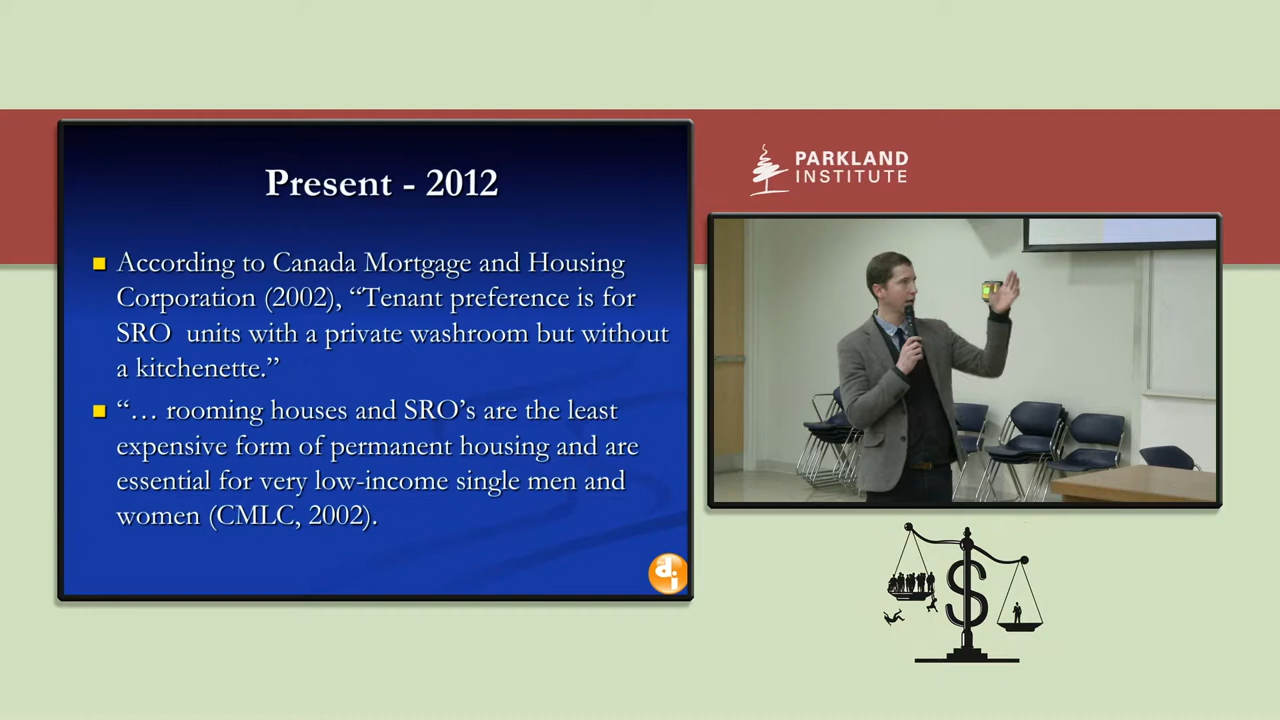 Present - 2012
According to Canada Mortgage and Housing
Corporation (2002), “Tenant preference is for
SRO  units with a private washroom but without
a kitchenette.”
“… rooming houses and SRO’s are the least
expensive form of permanent housing and are
essential for very low-income single men and
women (CMLC, 2002).
d.i
PARKLAND
INSTITUTE
$